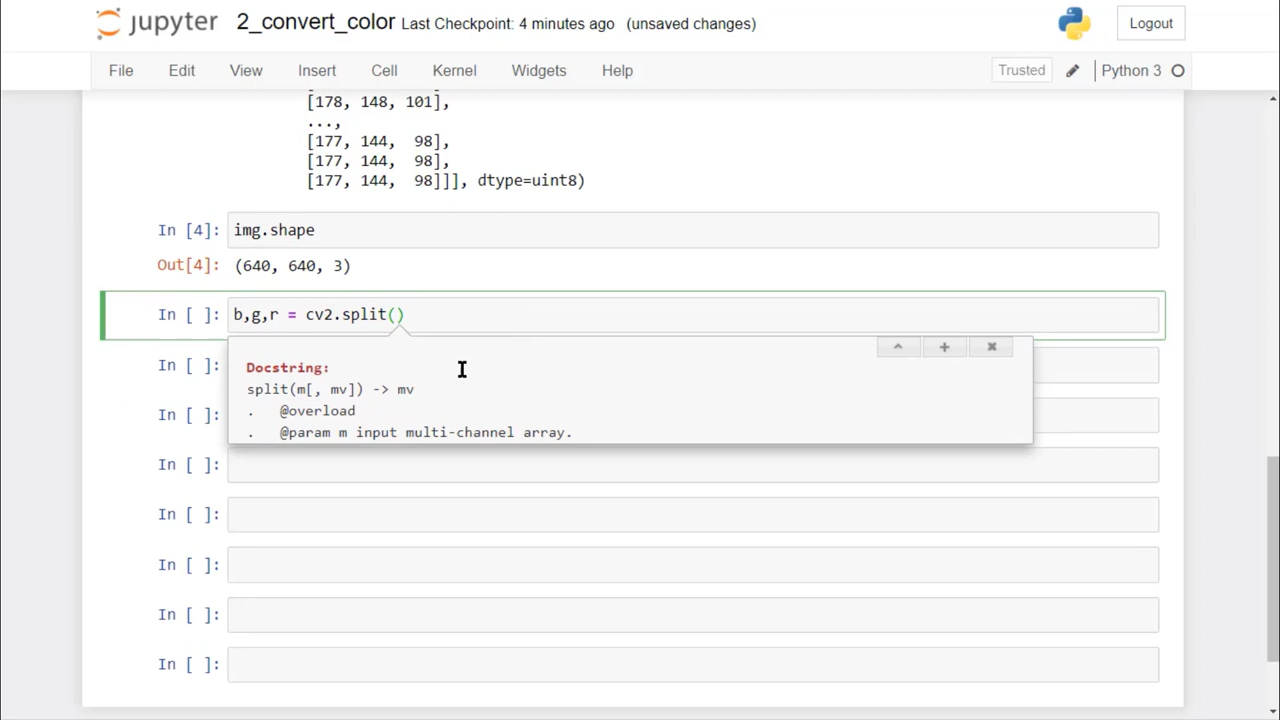 jupyter 2_convert_color Last Checkpoint: 4 minutes ago (unsaved changes) Logout
File Edit View Insert Cell Kernel Widgets Help Trusted Python 3
[178, 148, 101],
...,
[177, 144,  98],
[177, 144,  98],
[177, 144,  98]]], dtype=uint8)
In [4]: img.shape
Out[4]: (640, 640, 3)
In [ ]: b,g,r = cv2.split()
Docstring:
split(m[, mv]) -> mv
.   @overload
.   @param m input multi-channel array.
In [ ]:
In [ ]:
In [ ]:
In [ ]:
In [ ]:
In [ ]:
In [ ]: